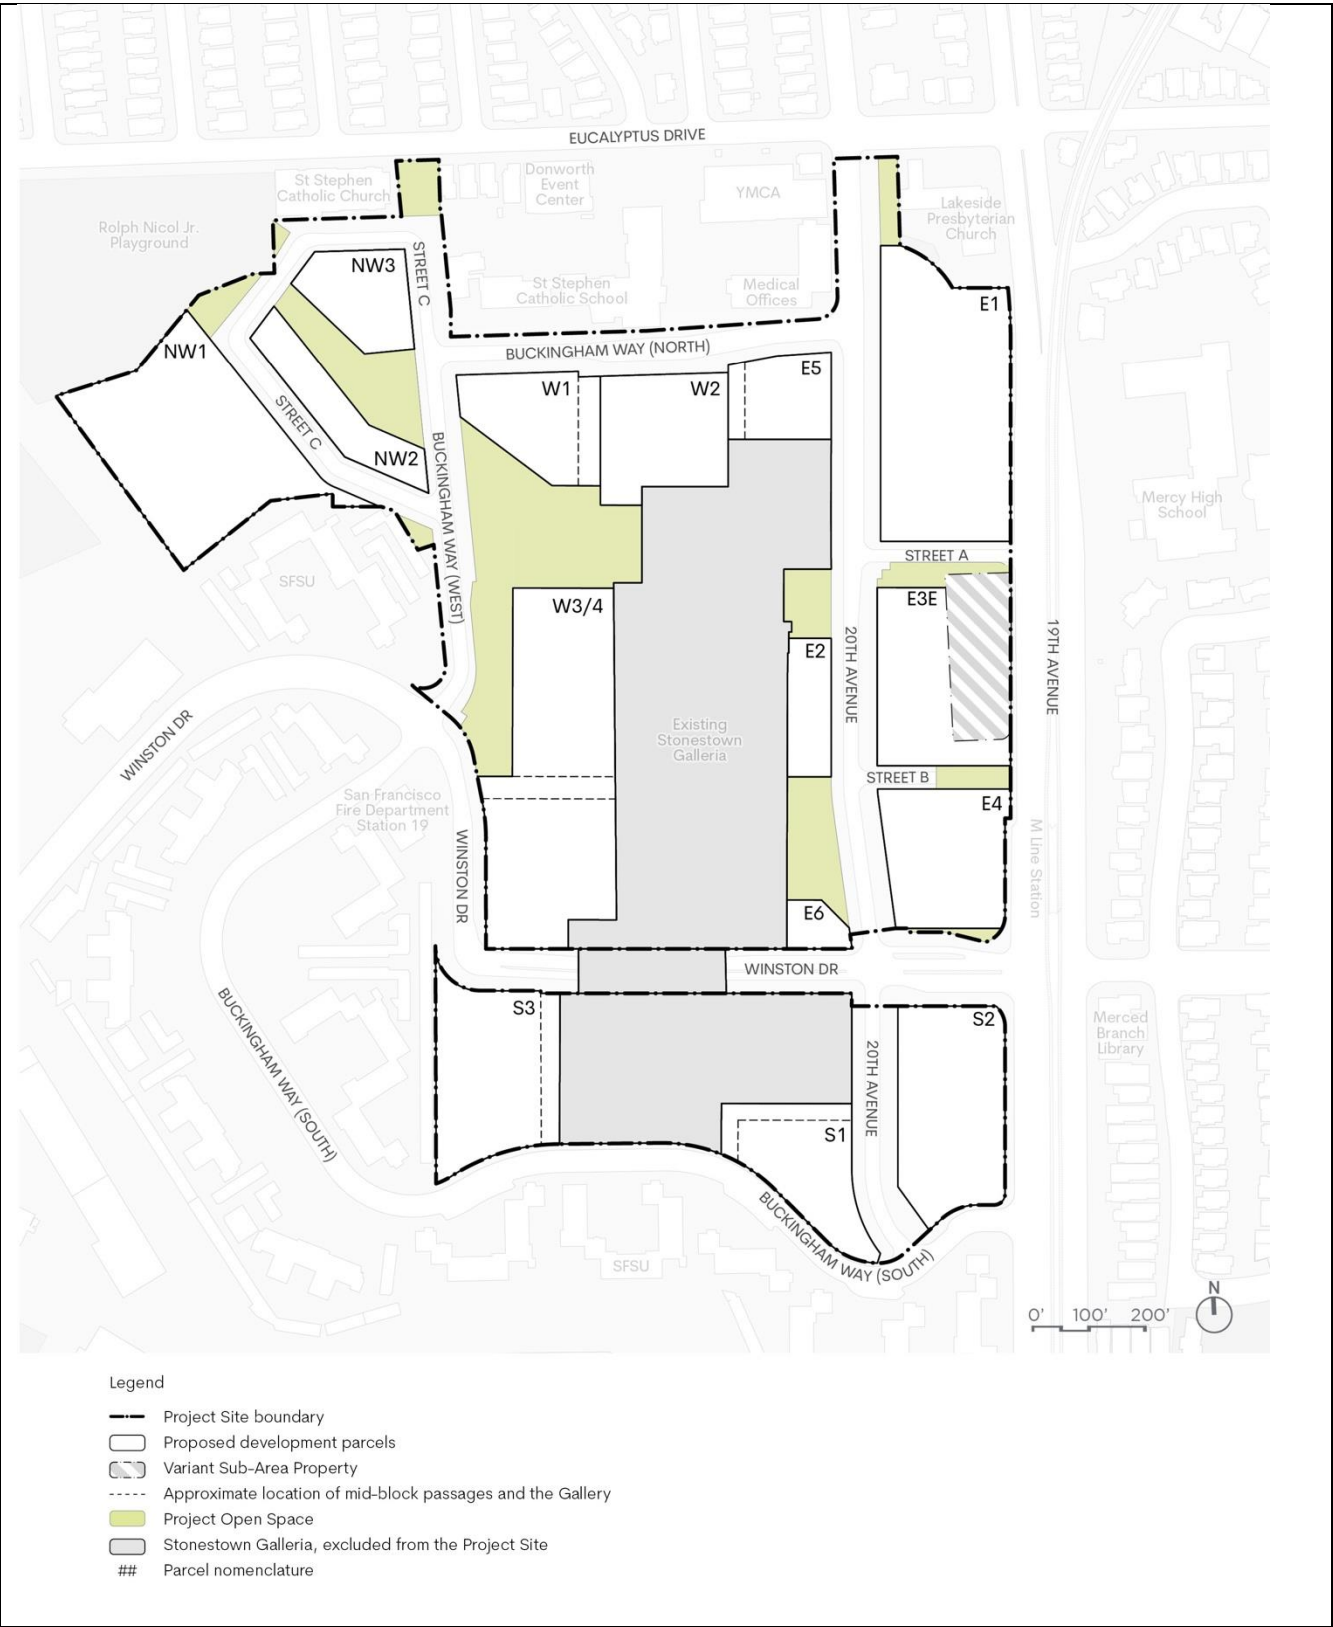 EUCALYPTUS DRIVE
St Stephen
Catholic Church
Donworth
Event
Center
YMCA
Lakeside
Presbyterian
Church
Rolph Nicol Jr.
Playground
STREET C
NW3
St Stephen
Catholic School
Medical
Offices
E1
NW1
BUCKINGHAM WAY (NORTH)
W1
W2
E5
STREET C
NW2
BUCKINGHAM WAY (WEST)
Mercy High
School
STREET A
SFSU
W3/4
E3E
E2
20TH AVENUE
19TH AVENUE
WINSTON DR
Existing
Stonestown
Galleria
STREET B
San Francisco
Fire Department
Station 19
E4
WINSTON DR
M Line Station
E6
WINSTON DR
BUCKINGHAM WAY (SOUTH)
S3
S2
Merced
Branch
Library
20TH AVENUE
S1
BUCKINGHAM WAY (SOUTH)
SFSU
N
0' 100' 200'
Legend
Project Site boundary
Proposed development parcels
Variant Sub-Area Property
Approximate location of mid-block passages and the Gallery
Project Open Space
Stonestown Galleria, excluded from the Project Site
## Parcel nomenclature